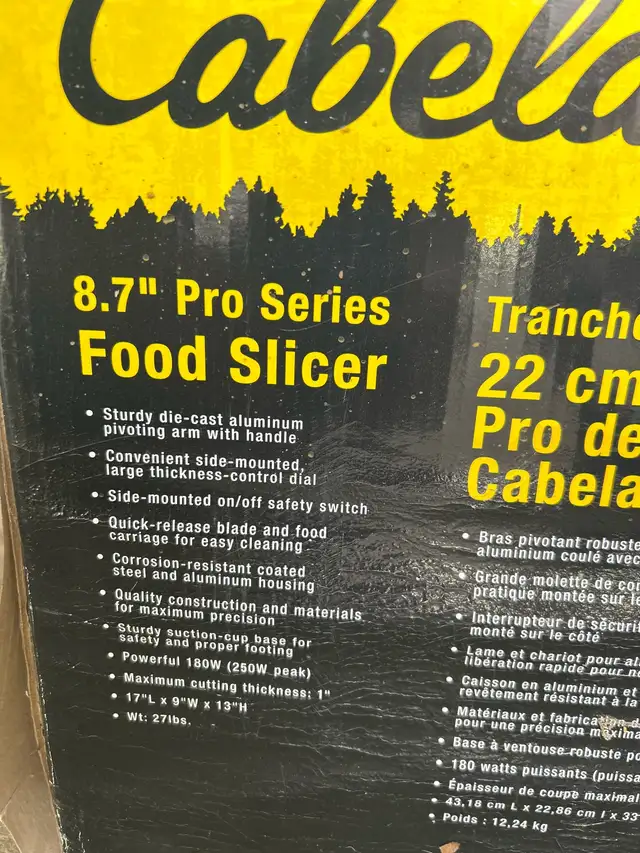 Cabela
8.7" Pro Series
Food Slicer
• Sturdy die-cast aluminum
pivoting arm with handle
• Convenient side-mounted,
large thickness-control dial
• Side-mounted on/off safety switch
• Quick-release blade and food
carriage for easy cleaning
• Corrosion-resistant coated
steel and aluminum housing
• Quality construction and materials
for maximum precision
• Sturdy suction-cup base for
safety and proper footing
• Powerful 180W (250W peak)
• Maximum cutting thickness: 1"
• 17"L x 9"W x 13"H
• Wt: 27lbs.
Tranche
22 cm
Pro de
Cabela
• Bras pivotant robuste
aluminium coulé avec
• Grande molette de co
pratique montée sur le
• Interrupteur de sécuri
monté sur le côté
• Lame et chariot pour
libération rapide pour
• Caisson en aluminium et
revêtement résistant à la
• Matériaux et fabrication
pour une précision maxima
• Base à ventouse robuste po
• 180 watts puissants (puissa
• Épaisseur de coupe maximal
• 43,18 cm L x 22,86 cm l x 33
• Poids : 12,24 kg